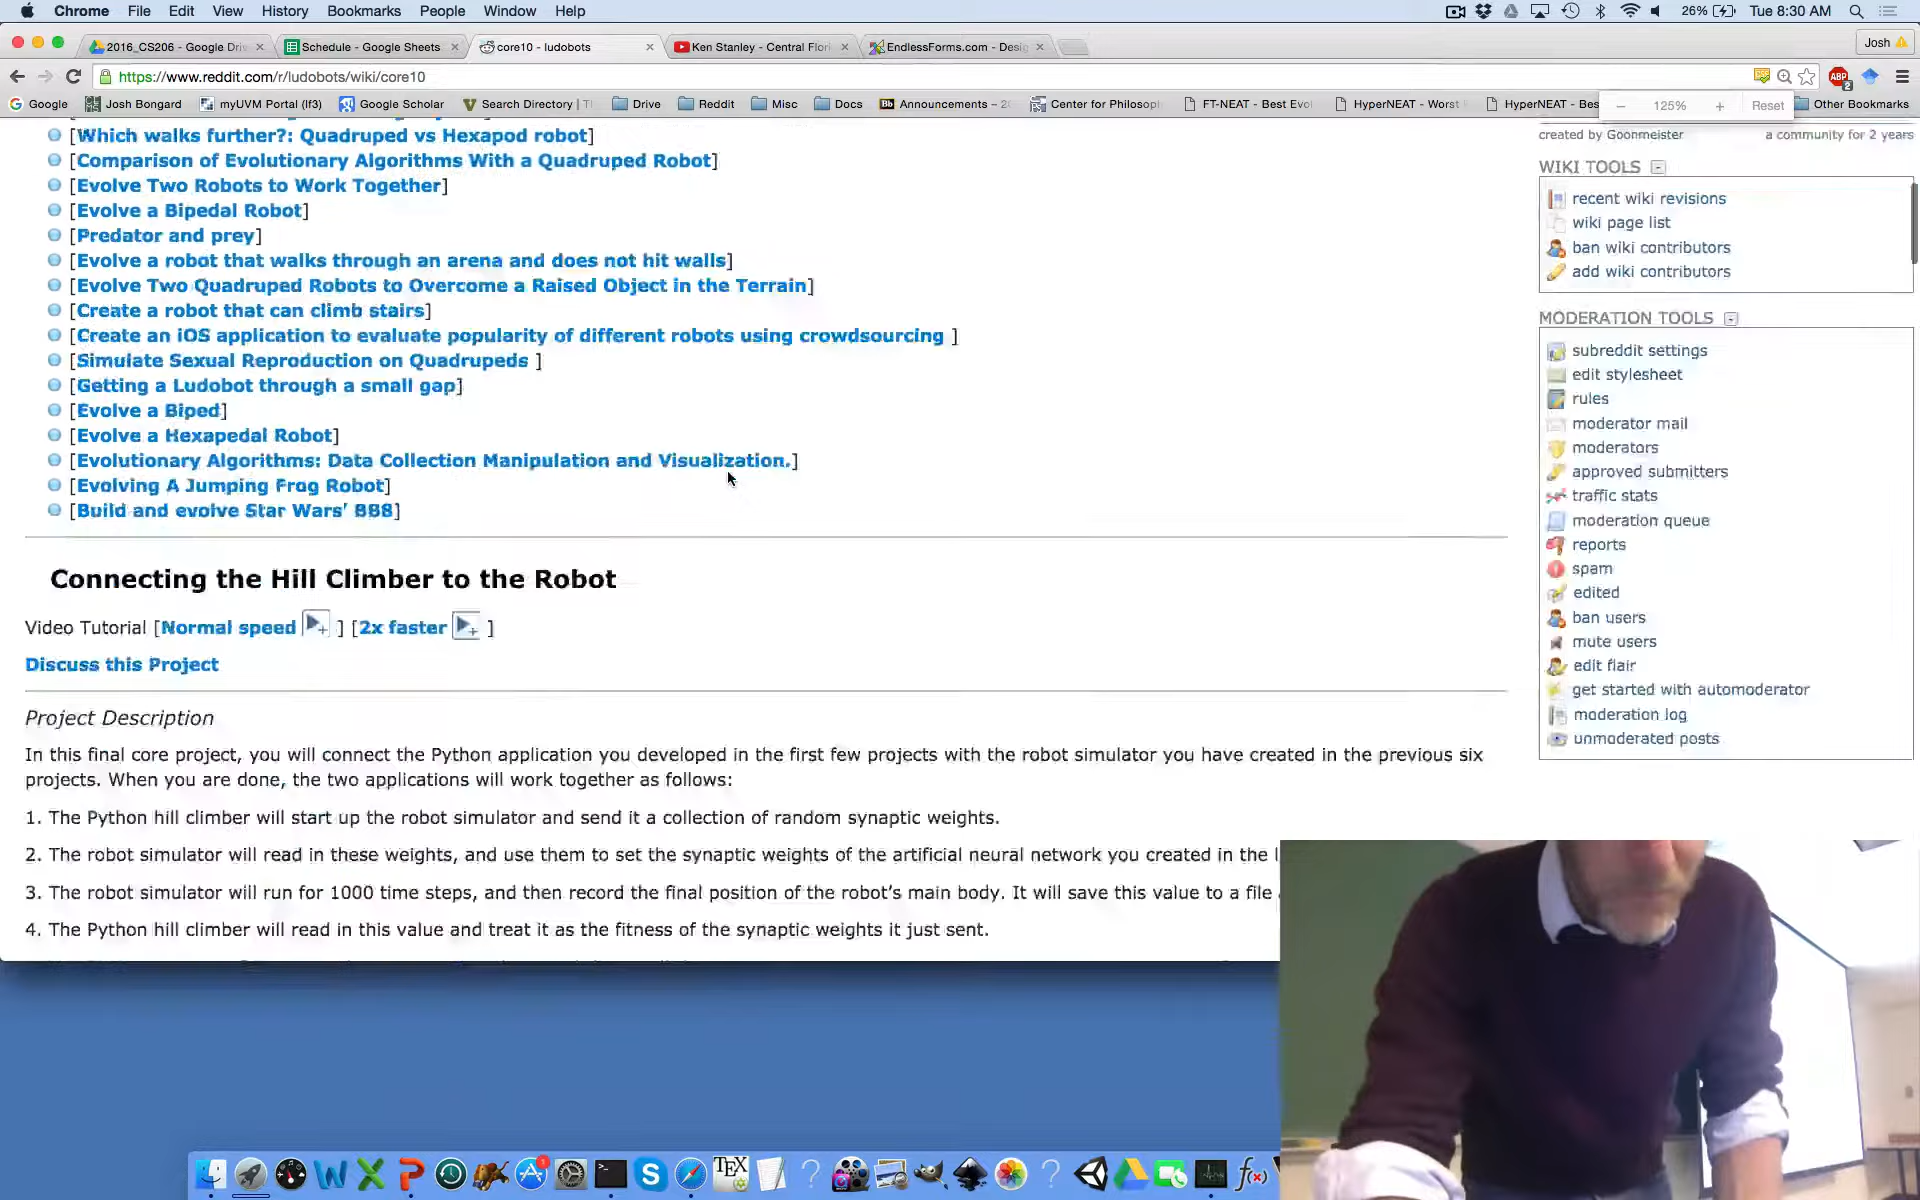 Chrome File Edit View History Bookmarks People Window Help 26% Tue 8:30 AM
2016_CS206 - Google Dri Schedule - Google Sheets core10 - ludobots Ken Stanley - Central Flori EndlessForms.com - Desi Josh
https://www.reddit.com/r/ludobots/wiki/core10 ABP 2
Google Josh Bongard myUVM Portal (lf3) Google Scholar Search Directory | T Drive Reddit Misc Docs Bb Announcements – 20 Center for Philosop FT-NEAT - Best Evol HyperNEAT - Worst HyperNEAT - Bes Other Bookmarks
− 125% + Reset
[Which walks further?: Quadruped vs Hexapod robot]
[Comparison of Evolutionary Algorithms With a Quadruped Robot]
[Evolve Two Robots to Work Together]
[Evolve a Bipedal Robot]
[Predator and prey]
[Evolve a robot that walks through an arena and does not hit walls]
[Evolve Two Quadruped Robots to Overcome a Raised Object in the Terrain]
[Create a robot that can climb stairs]
[Create an iOS application to evaluate popularity of different robots using crowdsourcing ]
[Simulate Sexual Reproduction on Quadrupeds ]
[Getting a Ludobot through a small gap]
[Evolve a Biped]
[Evolve a Hexapedal Robot]
[Evolutionary Algorithms: Data Collection Manipulation and Visualization.]
[Evolving A Jumping Frog Robot]
[Build and evolve Star Wars' BB8]
Connecting the Hill Climber to the Robot
Video Tutorial [Normal speed ] [2x faster ]
Discuss this Project
Project Description
In this final core project, you will connect the Python application you developed in the first few projects with the robot simulator you have created in the previous six
projects. When you are done, the two applications will work together as follows:
1. The Python hill climber will start up the robot simulator and send it a collection of random synaptic weights.
2. The robot simulator will read in these weights, and use them to set the synaptic weights of the artificial neural network you created in the l
3. The robot simulator will run for 1000 time steps, and then record the final position of the robot's main body. It will save this value to a file
4. The Python hill climber will read in this value and treat it as the fitness of the synaptic weights it just sent.
created by Goonmeister a community for 2 years
WIKI TOOLS
recent wiki revisions
wiki page list
ban wiki contributors
add wiki contributors
MODERATION TOOLS
subreddit settings
edit stylesheet
rules
moderator mail
moderators
approved submitters
traffic stats
moderation queue
reports
spam
edited
ban users
mute users
edit flair
get started with automoderator
moderation log
unmoderated posts
TEX
f(x)